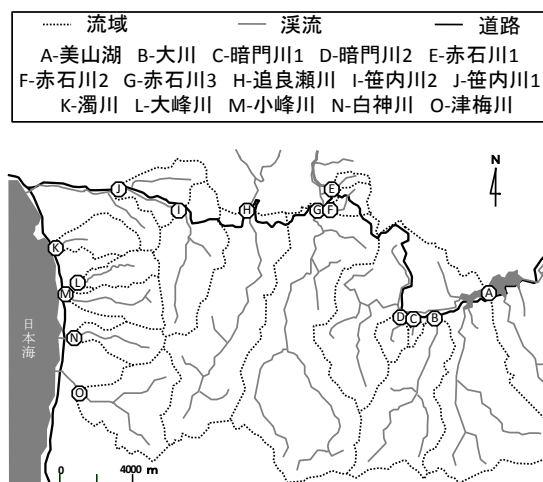 流域 渓流 道路
A-美山湖 B-大川 C-暗門川1 D-暗門川2 E-赤石川1
F-赤石川2 G-赤石川3 H-追良瀬川 I-笹内川2 J-笹内川1
K-濁川 L-大峰川 M-小峰川 N-白神川 O-津梅川
N
J
E
I
H
G
F
K
L
A
M
D
C
B
日本海
N
O
0 4000 m